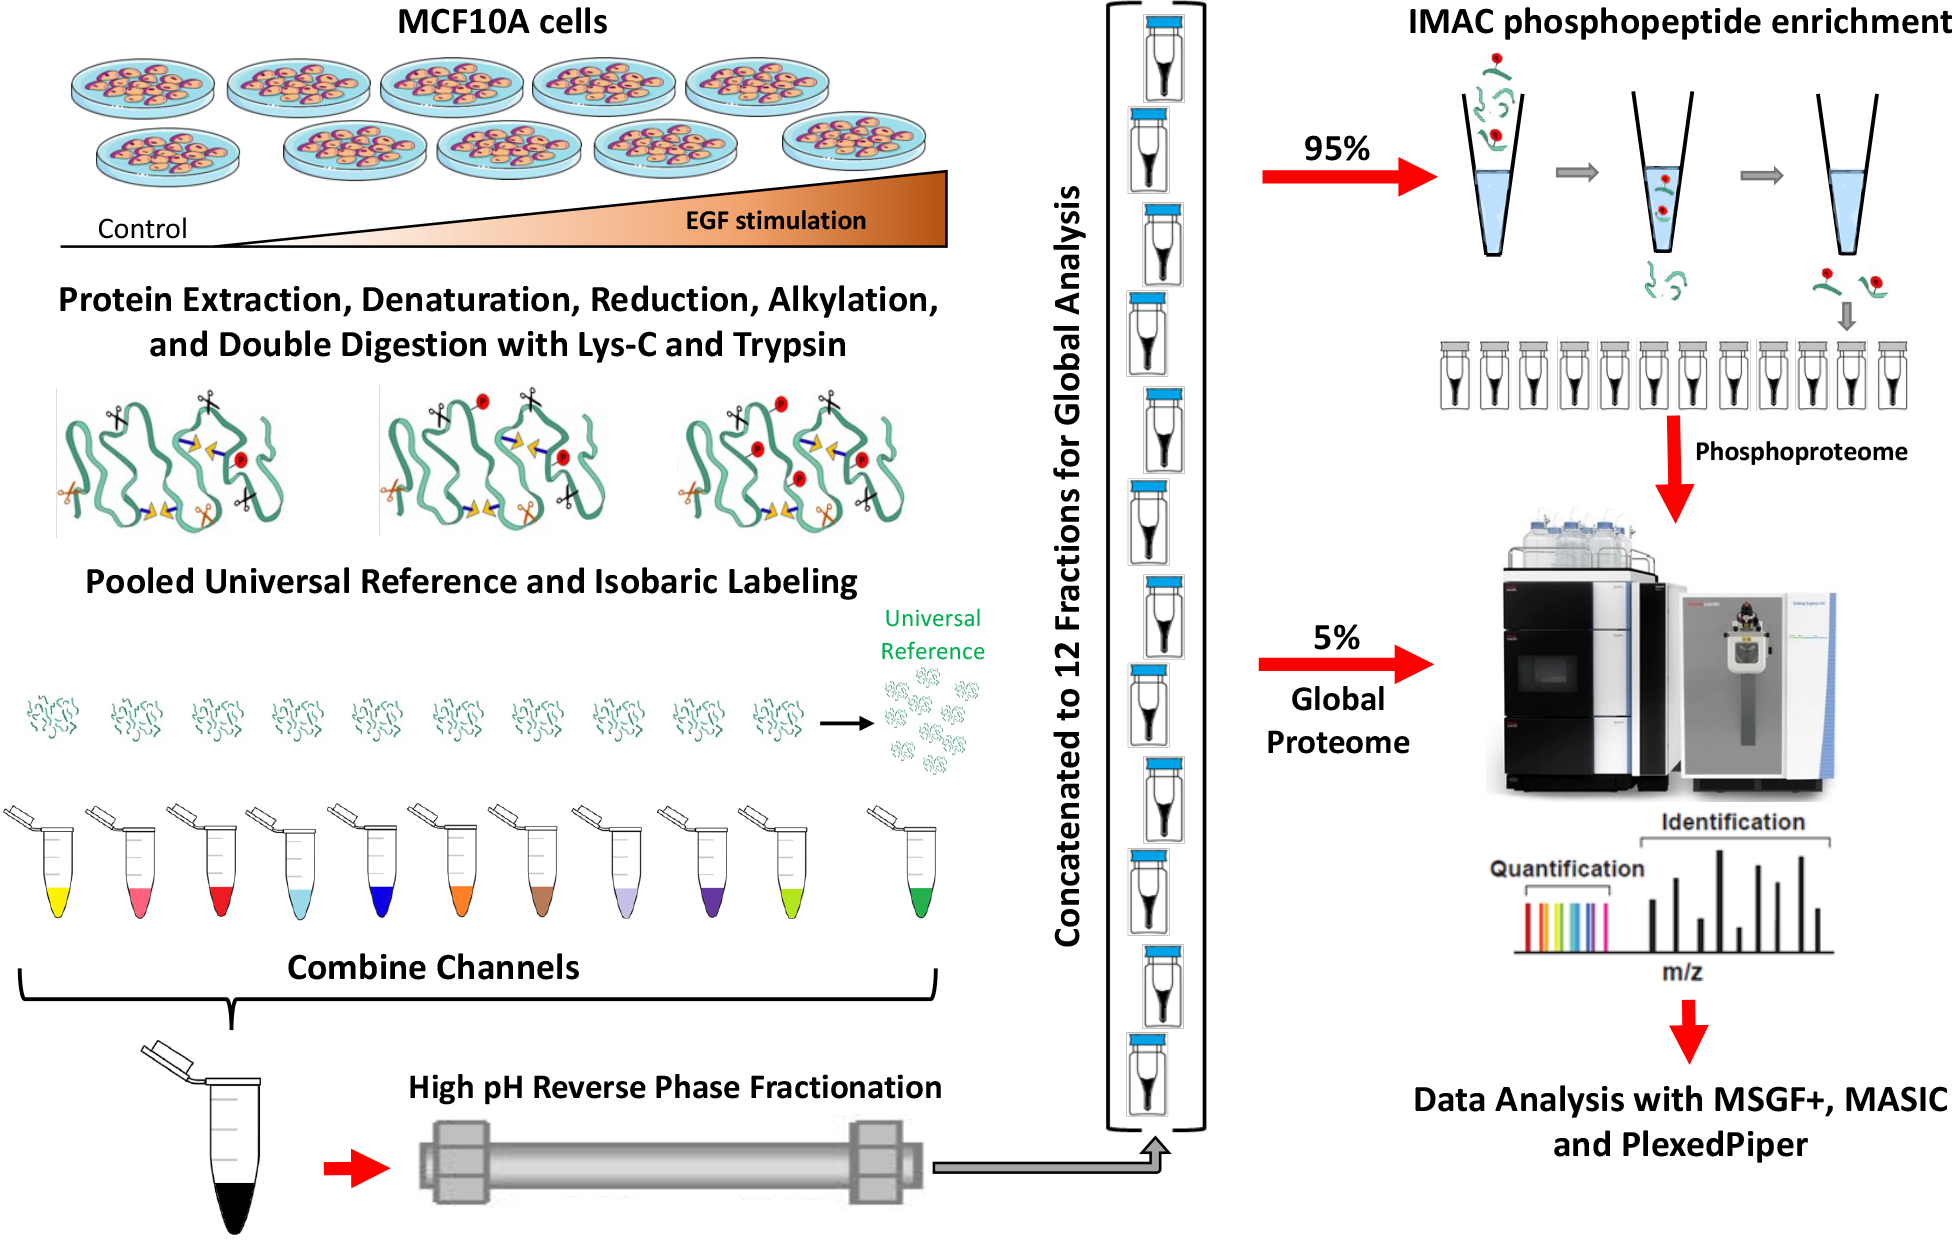 MCF10A cells
Control
EGF stimulation
Protein Extraction, Denaturation, Reduction, Alkylation,
and Double Digestion with Lys-C and Trypsin
P
P
P
P
P
P
P
Pooled Universal Reference and Isobaric Labeling
Universal
Reference
Combine Channels
High pH Reverse Phase Fractionation
Concatenated to 12 Fractions for Global Analysis
IMAC phosphopeptide enrichment
95%
Phosphoproteome
5%
Global
Proteome
Identification
Quantification
m/z
Data Analysis with MSGF+, MASIC
and PlexedPiper